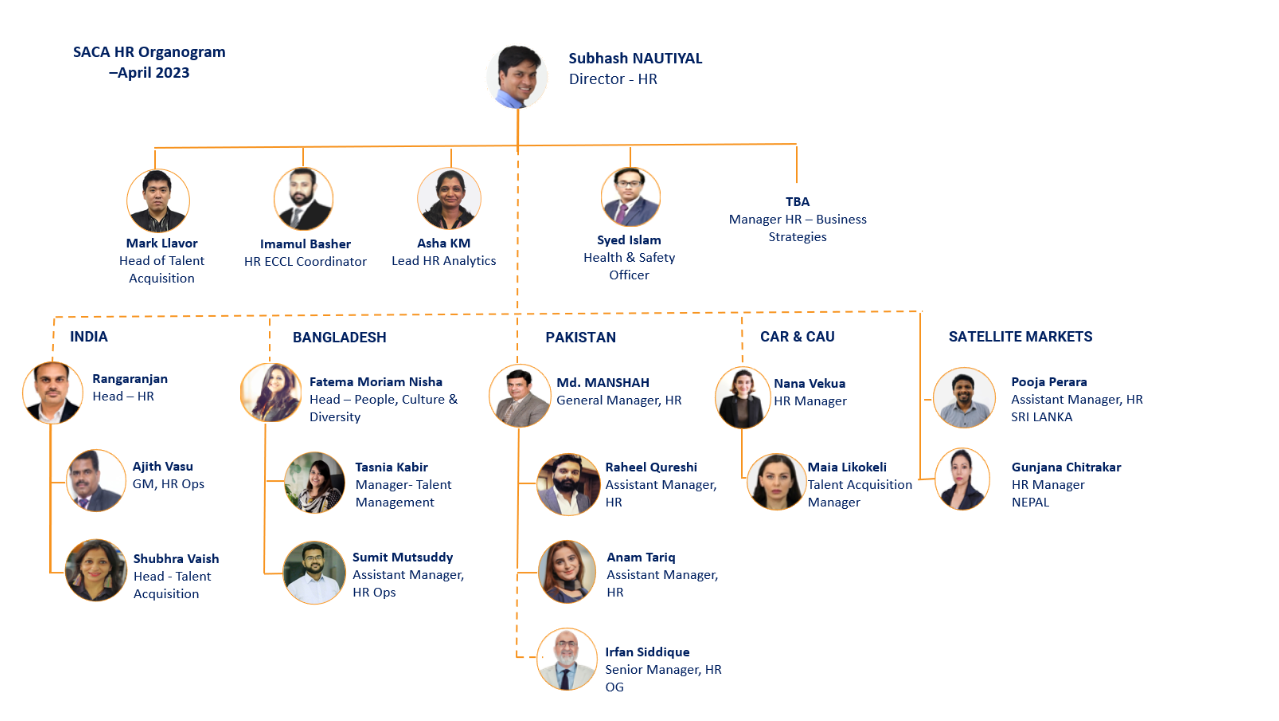 SACA HR Organogram
–April 2023
Subhash NAUTIYAL
Director - HR
Mark Llavor
Head of Talent
Acquisition
Imamul Basher
HR ECCL Coordinator
Asha KM
Lead HR Analytics
Syed Islam
Health & Safety
Officer
TBA
Manager HR – Business
Strategies
INDIA
Rangaranjan
Head – HR
Ajith Vasu
GM, HR Ops
Shubhra Vaish
Head - Talent
Acquisition
BANGLADESH
Fatema Moriam Nisha
Head – People, Culture &
Diversity
Tasnia Kabir
Manager- Talent
Management
Sumit Mutsuddy
Assistant Manager,
HR Ops
PAKISTAN
Md. MANSHAH
General Manager, HR
Raheel Qureshi
Assistant Manager,
HR
Anam Tariq
Assistant Manager,
HR
Irfan Siddique
Senior Manager, HR
OG
CAR & CAU
Nana Vekua
HR Manager
Maia Likokeli
Talent Acquisition
Manager
SATELLITE MARKETS
Pooja Perara
Assistant Manager, HR
SRI LANKA
Gunjana Chitrakar
HR Manager
NEPAL